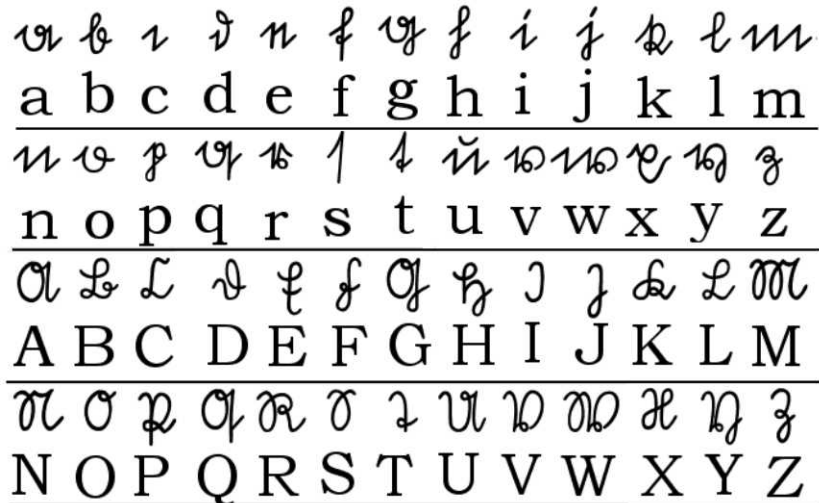 a b c d e f g h i j k l m
a b c d e f g h i j k l m
n o p q r s t u v w x y z
n o p q r s t u v w x y z
A B C D E F G H I J K L M
A B C D E F G H I J K L M
N O P Q R S T U V W X Y Z
N O P Q R S T U V W X Y Z